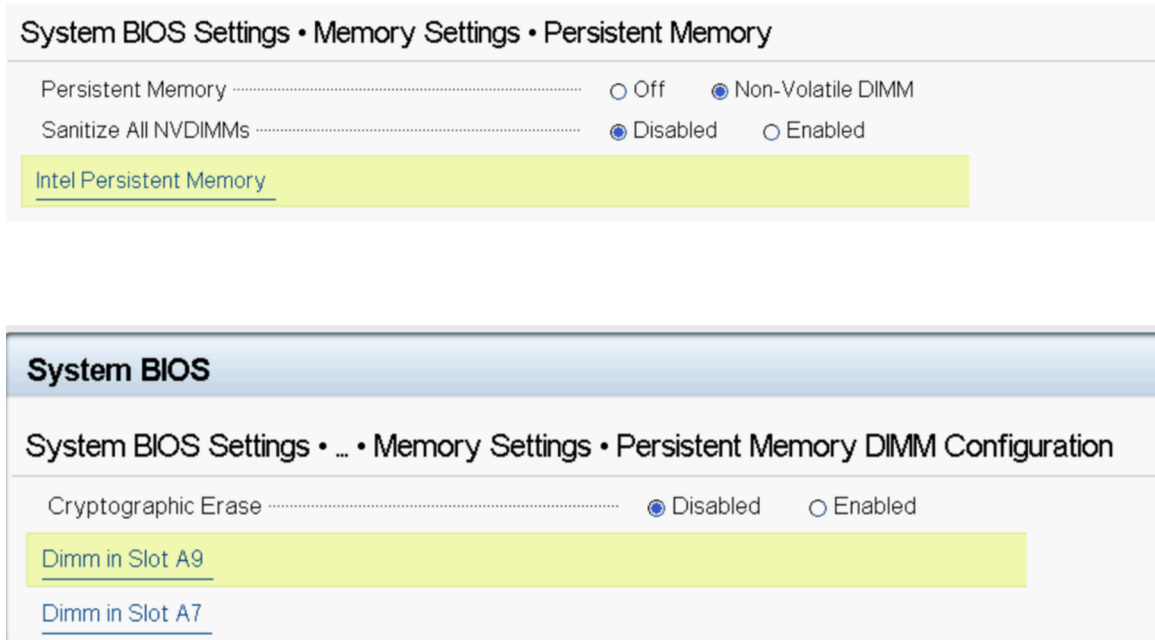 System BIOS Settings • Memory Settings • Persistent Memory
Persistent Memory Off Non-Volatile DIMM
Sanitize All NVDIMMs Disabled Enabled
Intel Persistent Memory
System BIOS
System BIOS Settings • ... • Memory Settings • Persistent Memory DIMM Configuration
Cryptographic Erase Disabled Enabled
Dimm in Slot A9
Dimm in Slot A7